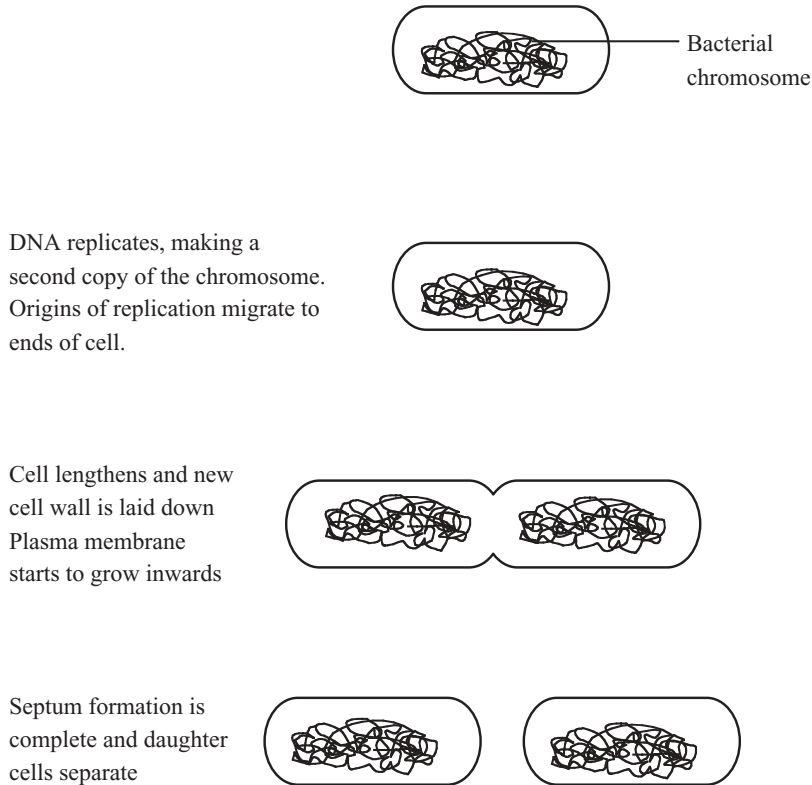 Bacterial
chromosome
DNA replicates, making a
second copy of the chromosome.
Origins of replication migrate to
ends of cell.
Cell lengthens and new
cell wall is laid down
Plasma membrane
starts to grow inwards
Septum formation is
complete and daughter
cells separate